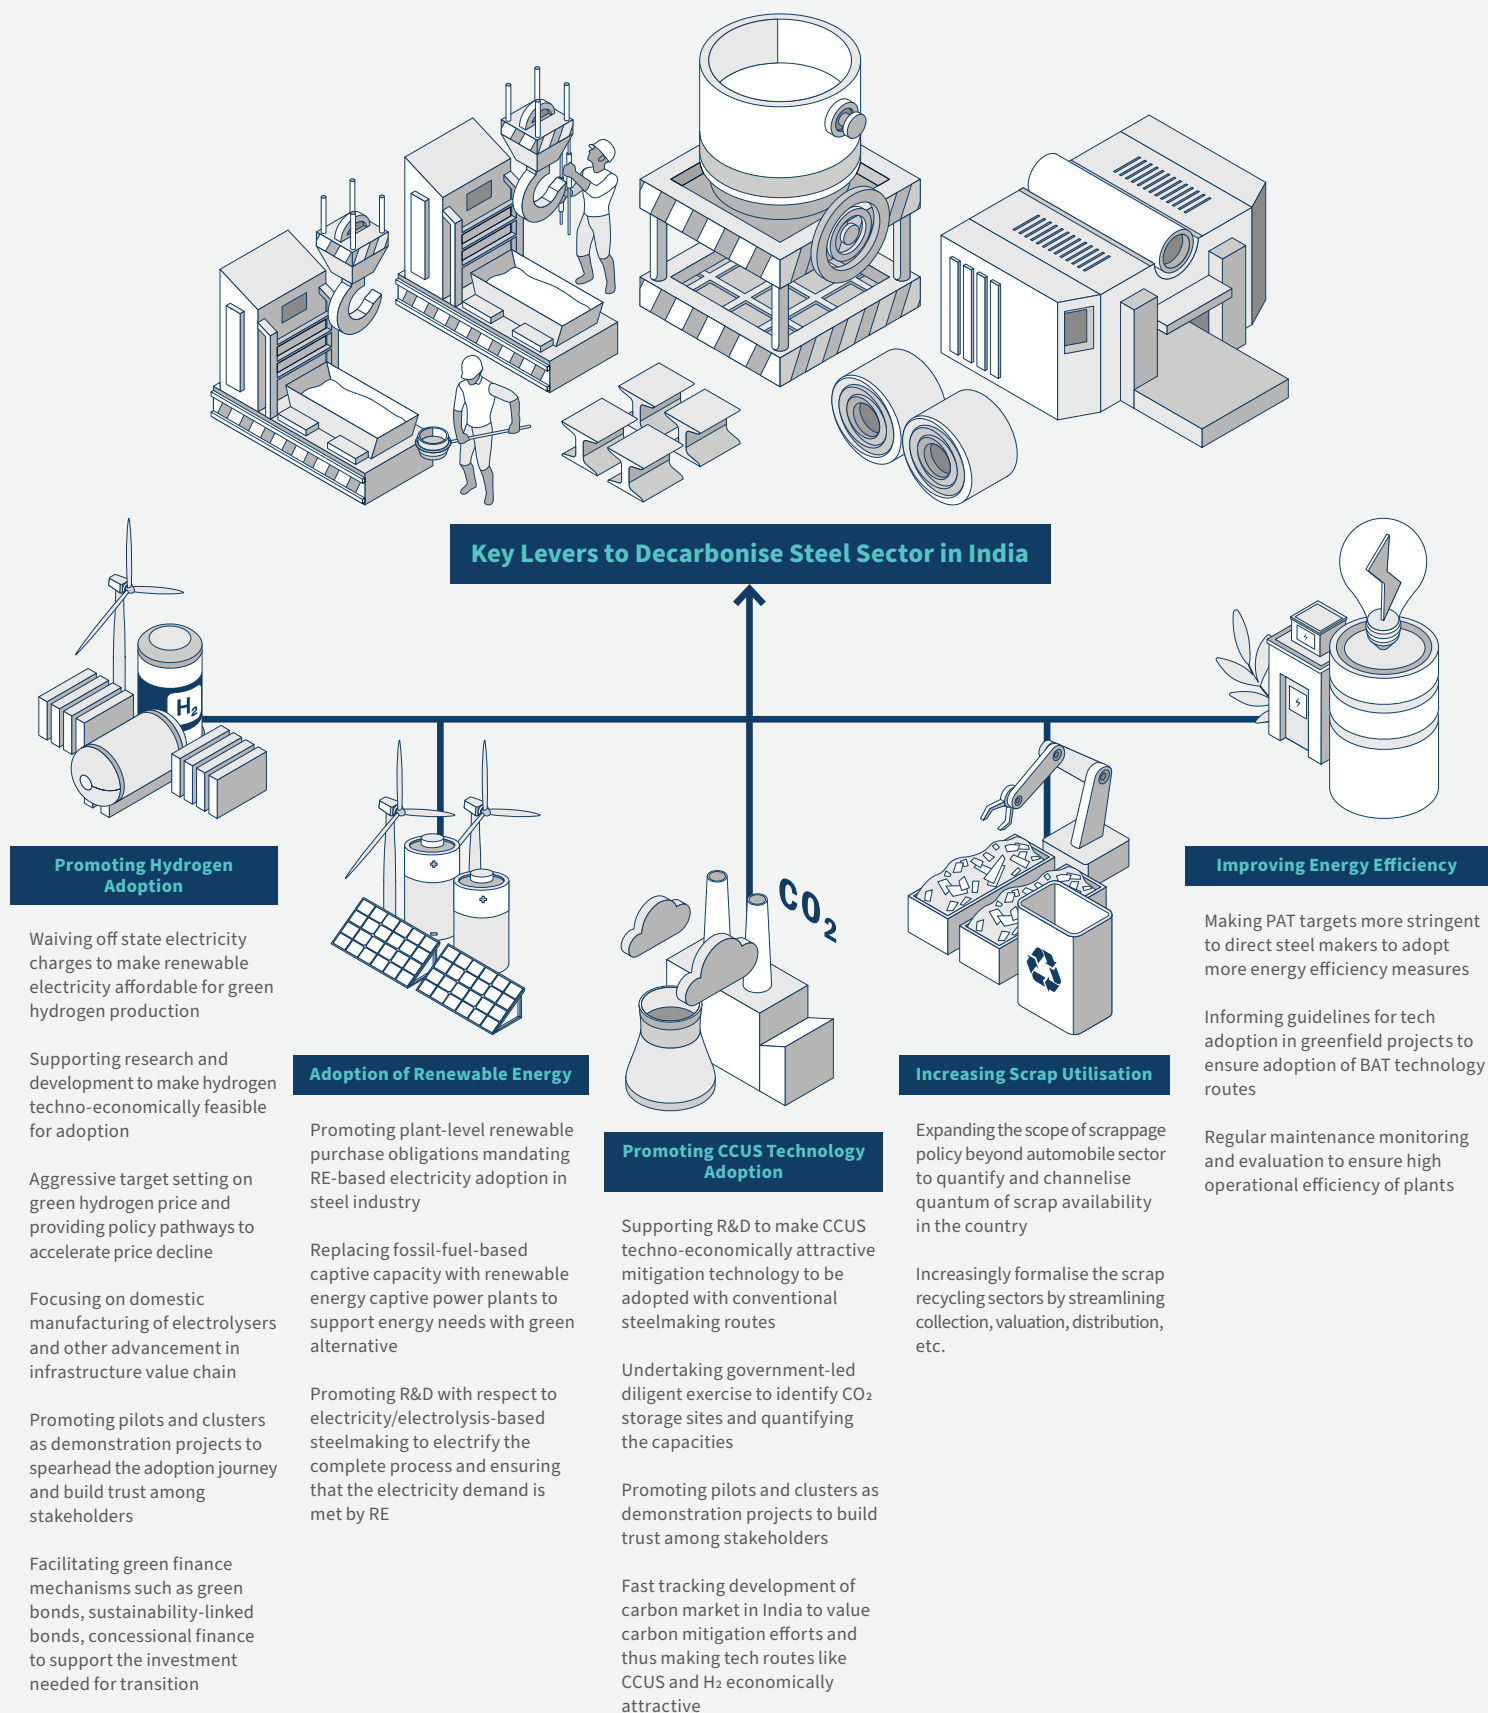 Key Levers to Decarbonise Steel Sector in India
H2
CO2
Promoting Hydrogen
Adoption
Waiving off state electricity
charges to make renewable
electricity affordable for green
hydrogen production
Supporting research and
development to make hydrogen
techno-economically feasible
for adoption
Aggressive target setting on
green hydrogen price and
providing policy pathways to
accelerate price decline
Focusing on domestic
manufacturing of electrolysers
and other advancement in
infrastructure value chain
Promoting pilots and clusters
as demonstration projects to
spearhead the adoption journey
and build trust among
stakeholders
Facilitating green finance
mechanisms such as green
bonds, sustainability-linked
bonds, concessional finance
to support the investment
needed for transition
Adoption of Renewable Energy
Promoting plant-level renewable
purchase obligations mandating
RE-based electricity adoption in
steel industry
Replacing fossil-fuel-based
captive capacity with renewable
energy captive power plants to
support energy needs with green
alternative
Promoting R&D with respect to
electricity/electrolysis-based
steelmaking to electrify the
complete process and ensuring
that the electricity demand is
met by RE
Promoting CCUS Technology
Adoption
Supporting R&D to make CCUS
techno-economically attractive
mitigation technology to be
adopted with conventional
steelmaking routes
Undertaking government-led
diligent exercise to identify CO₂
storage sites and quantifying
the capacities
Promoting pilots and clusters as
demonstration projects to build
trust among stakeholders
Fast tracking development of
carbon market in India to value
carbon mitigation efforts and
thus making tech routes like
CCUS and H₂ economically
attractive
Increasing Scrap Utilisation
Expanding the scope of scrappage
policy beyond automobile sector
to quantify and channelise
quantum of scrap availability
in the country
Increasingly formalise the scrap
recycling sectors by streamlining
collection, valuation, distribution,
etc.
Improving Energy Efficiency
Making PAT targets more stringent
to direct steel makers to adopt
more energy efficiency measures
Informing guidelines for tech
adoption in greenfield projects to
ensure adoption of BAT technology
routes
Regular maintenance monitoring
and evaluation to ensure high
operational efficiency of plants